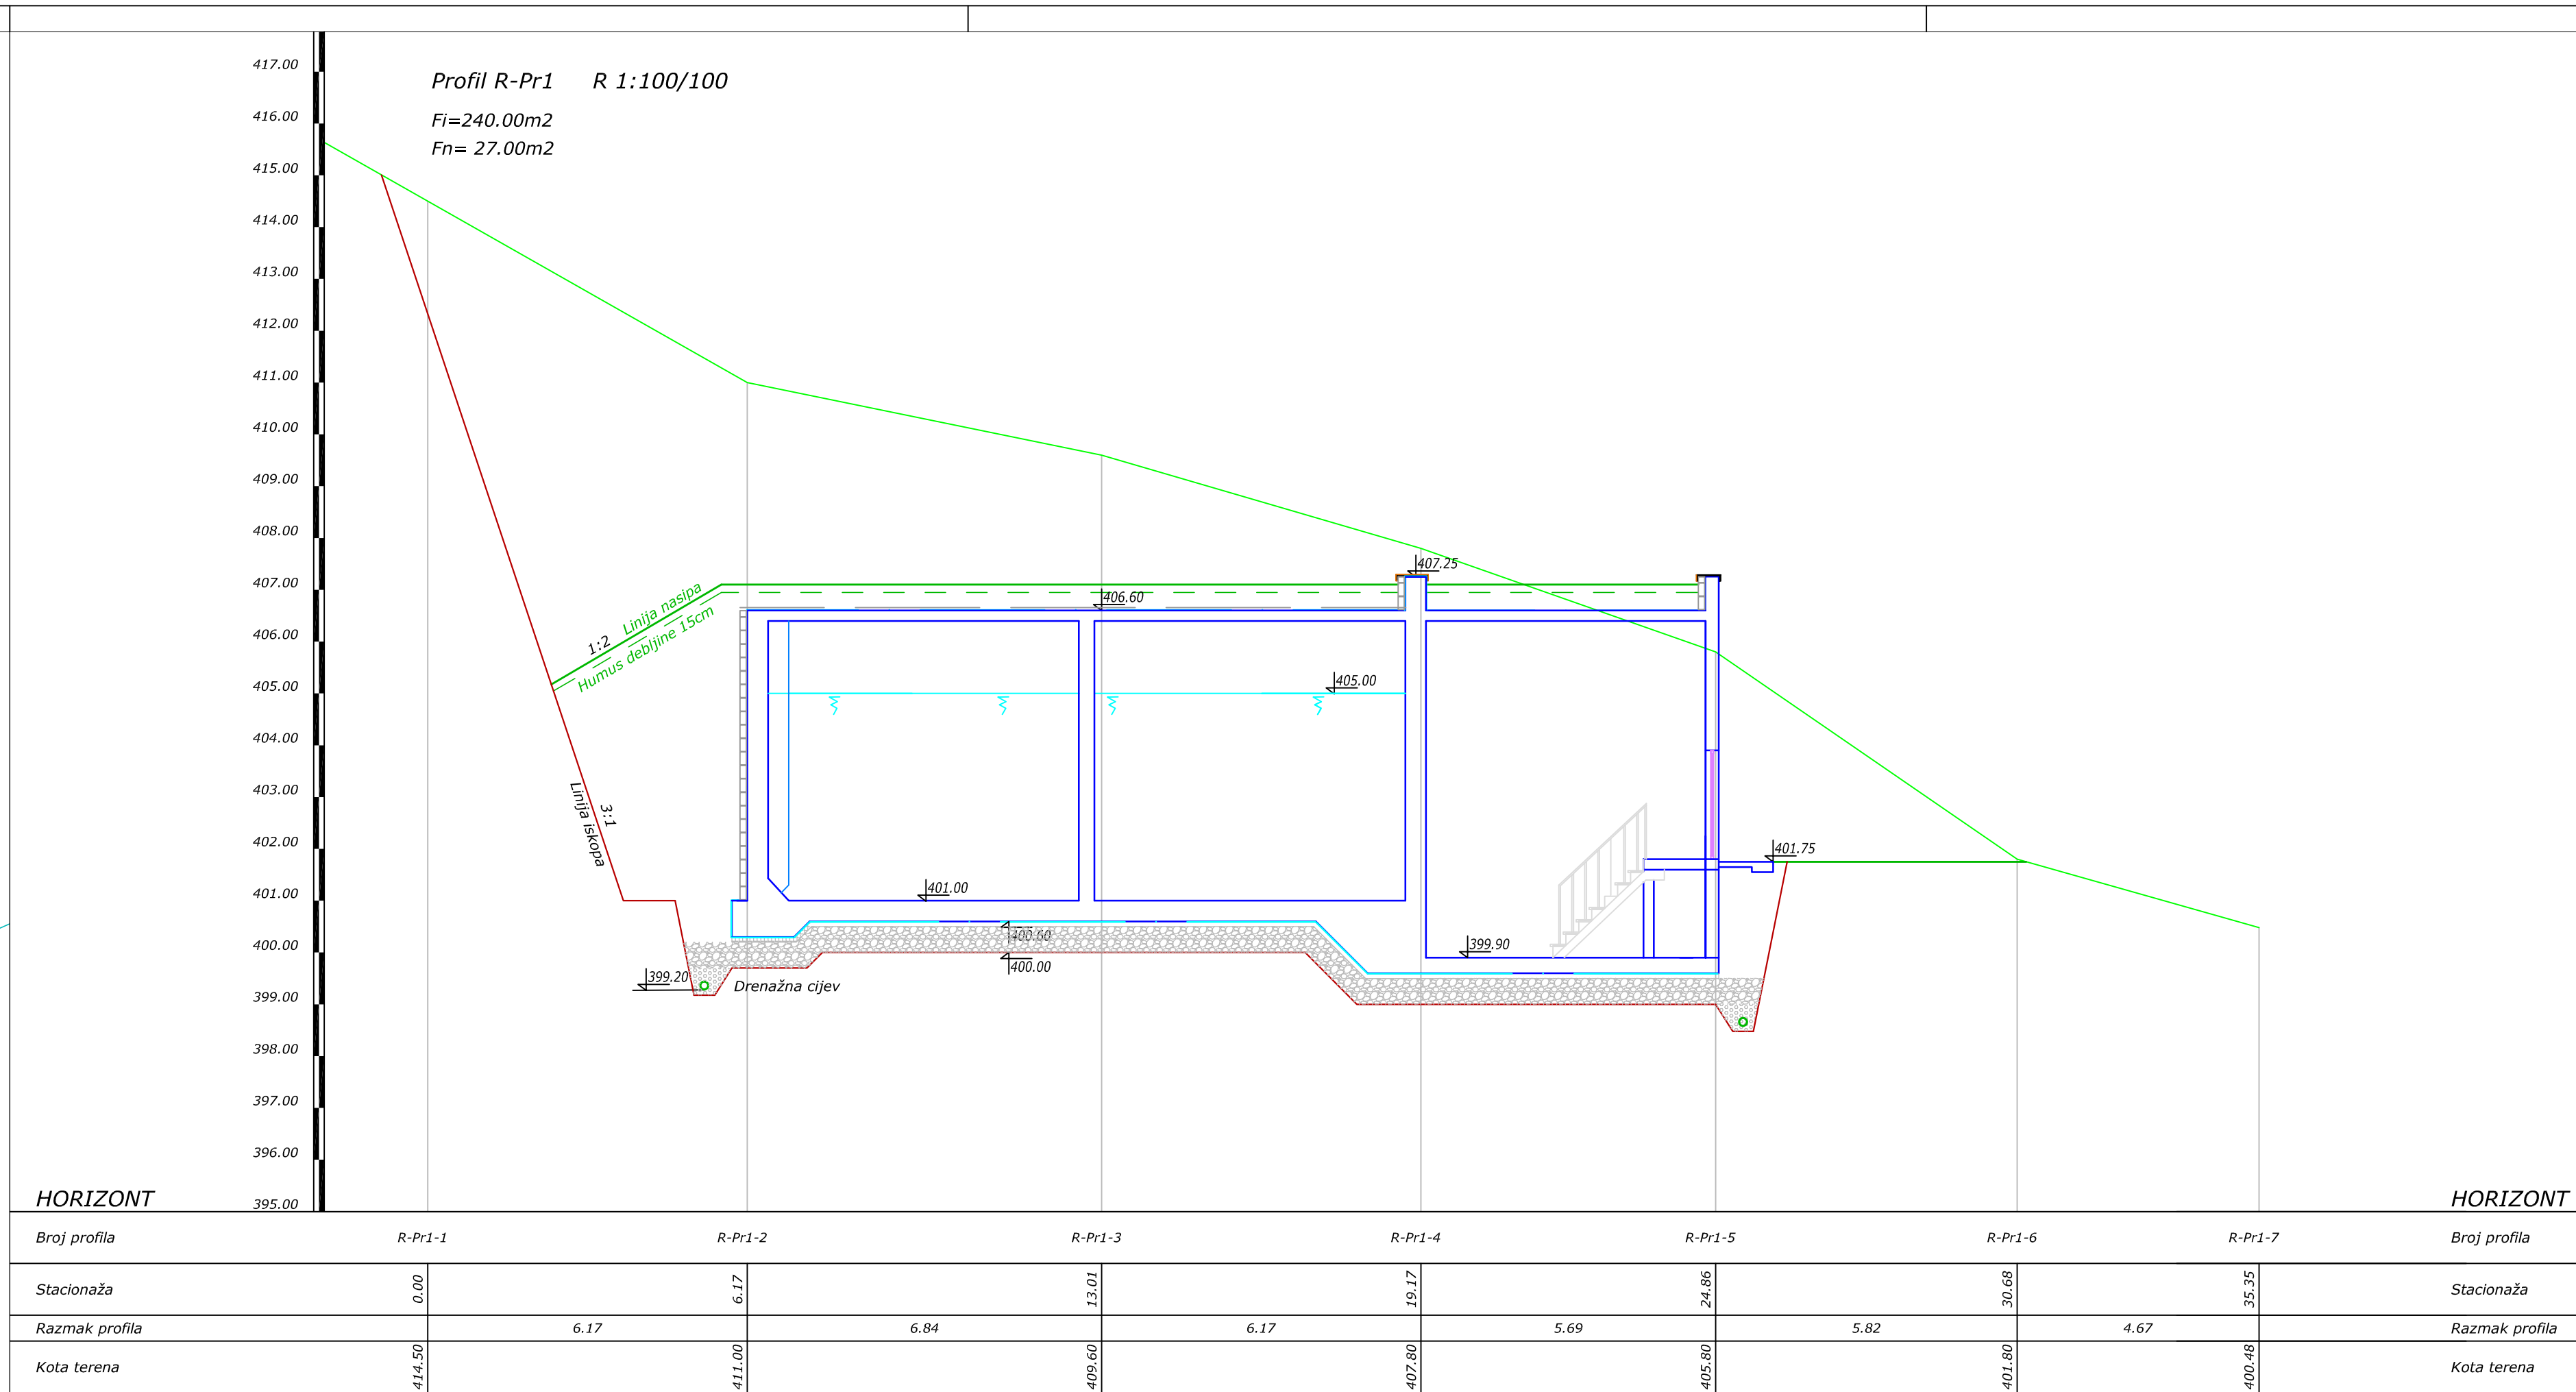 Profil R-Pr1 R 1:100/100
Fi=240.00m2
Fn= 27.00m2
417.00
416.00
415.00
414.00
413.00
412.00
411.00
410.00
409.00
408.00
407.00
406.00
405.00
404.00
403.00
402.00
401.00
400.00
399.00
398.00
397.00
396.00
395.00
407.25
406.60
Linija nasipa
1:2
Humus debljine 15cm
405.00
3:1
Linija iskopa
401.75
401.00
400.60
399.90
400.00
399.20
Drenažna cijev
HORIZONT HORIZONT
Broj profila R-Pr1-1 R-Pr1-2 R-Pr1-3 R-Pr1-4 R-Pr1-5 R-Pr1-6 R-Pr1-7 Broj profila
Stacionaža 0.00 6.17 13.01 19.17 24.86 30.68 35.35 Stacionaža
Razmak profila 6.17 6.84 6.17 5.69 5.82 4.67 Razmak profila
Kota terena 414.50 411.00 409.60 407.80 405.80 401.80 400.48 Kota terena